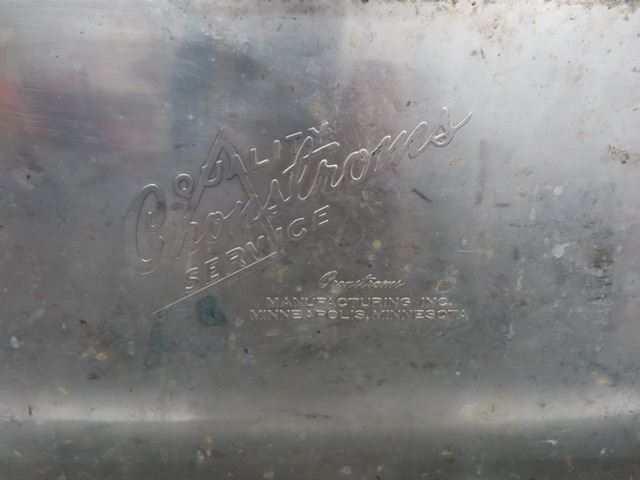 QUALITY
Cronstroms
SERVICE
Cronstroms
MANUFACTURING INC.
MINNEAPOLIS, MINNESOTA